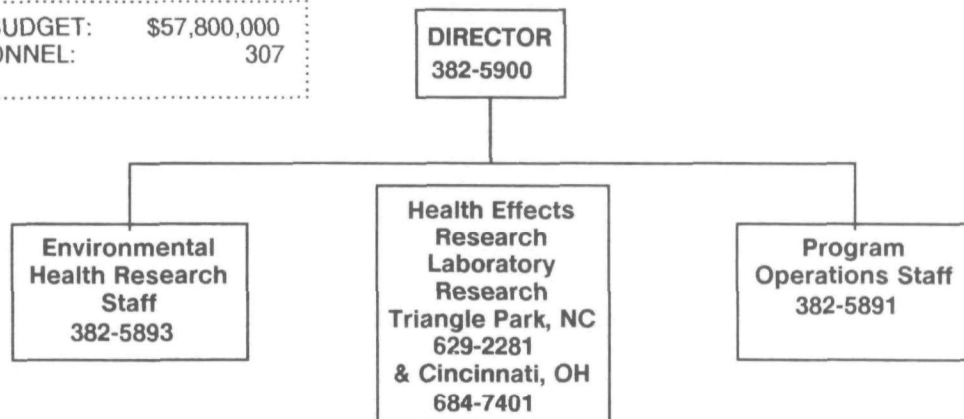 BUDGET: $57,800,000
ONNEL: 307
DIRECTOR
382-5900
Environmental
Health Research
Staff
382-5893
Health Effects
Research
Laboratory
Research
Triangle Park, NC
629-2281
& Cincinnati, OH
684-7401
Program
Operations Staff
382-5891